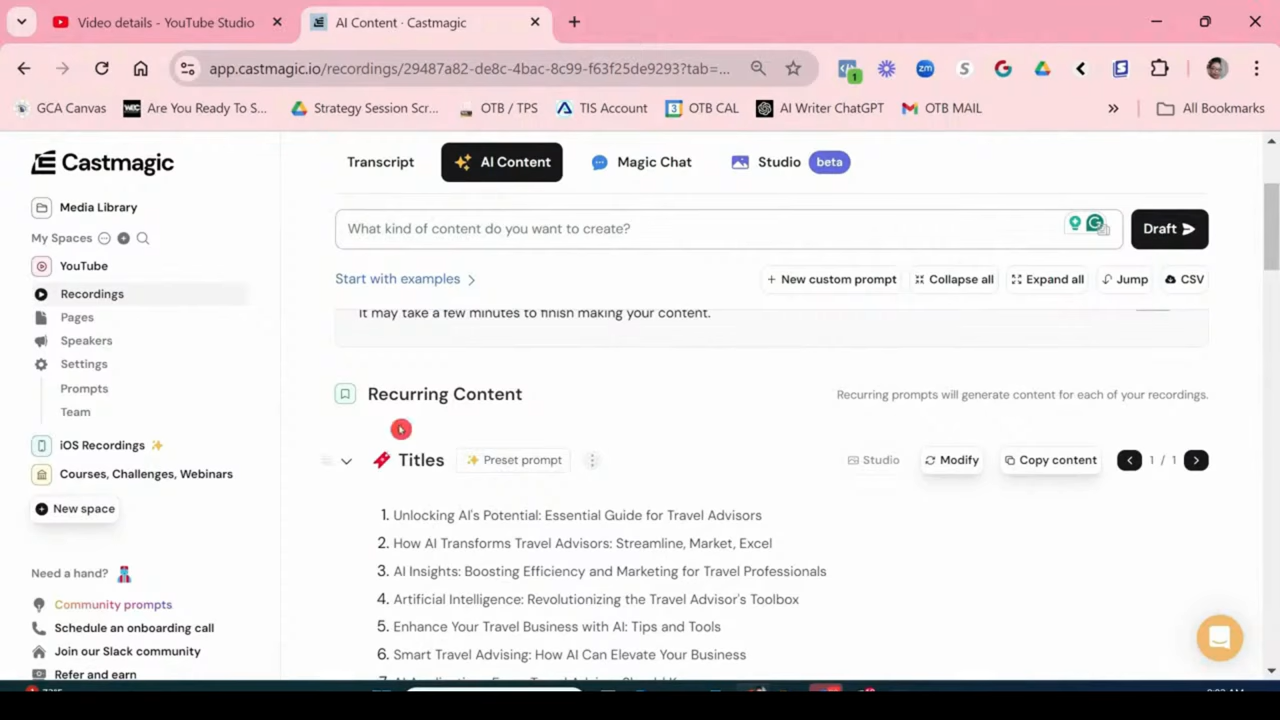 Video details - YouTube Studio
AI Content · Castmagic
app.castmagic.io/recordings/29487a82-de8c-4bac-8c99-f63f25de9293?tab=...
1
GCA Canvas
Are You Ready To S...
Strategy Session Scr...
OTB / TPS
TIS Account
OTB CAL
AI Writer ChatGPT
OTB MAIL
All Bookmarks
Castmagic
Transcript
AI Content
Magic Chat
Studio beta
Media Library
My Spaces
What kind of content do you want to create?
Draft
YouTube
Start with examples
+ New custom prompt
Collapse all
Expand all
Jump
CSV
Recordings
Pages
it may take a few minutes to finish making your content.
Speakers
Settings
Prompts
Recurring Content
Recurring prompts will generate content for each of your recordings.
Team
iOS Recordings
Titles
Preset prompt
Studio
Modify
Copy content
1 / 1
Courses, Challenges, Webinars
New space
1. Unlocking AI's Potential: Essential Guide for Travel Advisors
2. How AI Transforms Travel Advisors: Streamline, Market, Excel
Need a hand?
3. AI Insights: Boosting Efficiency and Marketing for Travel Professionals
Community prompts
4. Artificial Intelligence: Revolutionizing the Travel Advisor's Toolbox
Schedule an onboarding call
5. Enhance Your Travel Business with AI: Tips and Tools
Join our Slack community
6. Smart Travel Advising: How AI Can Elevate Your Business
Refer and earn